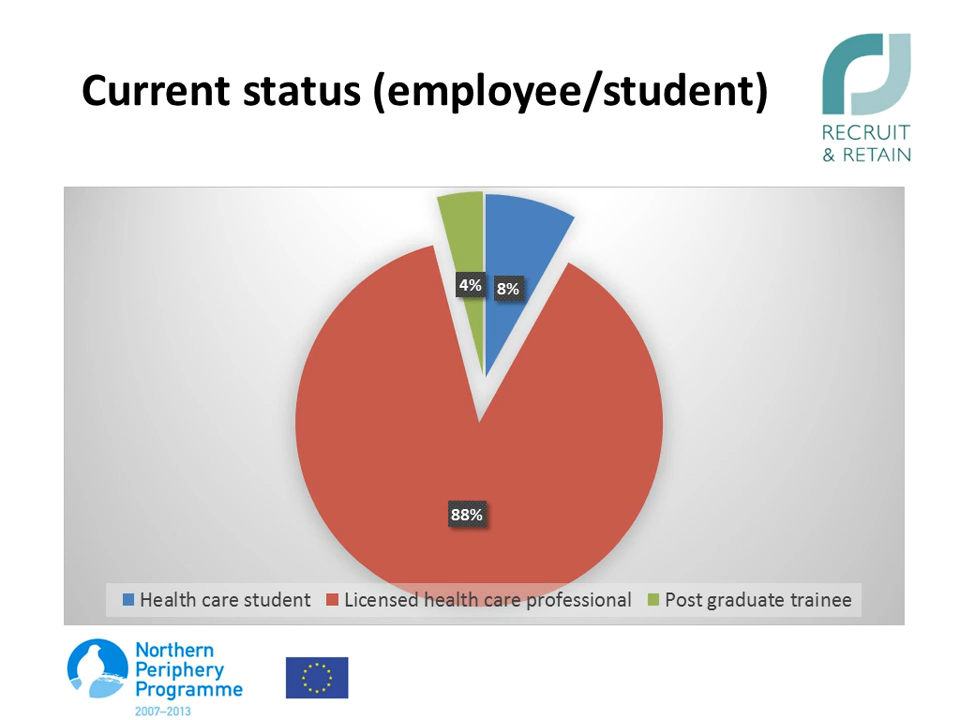 Current status (employee/student)
RECRUIT
& RETAIN
4%
8%
88%
Health care student Licensed health care professional Post graduate trainee
Northern
Periphery
Programme
2007–2013